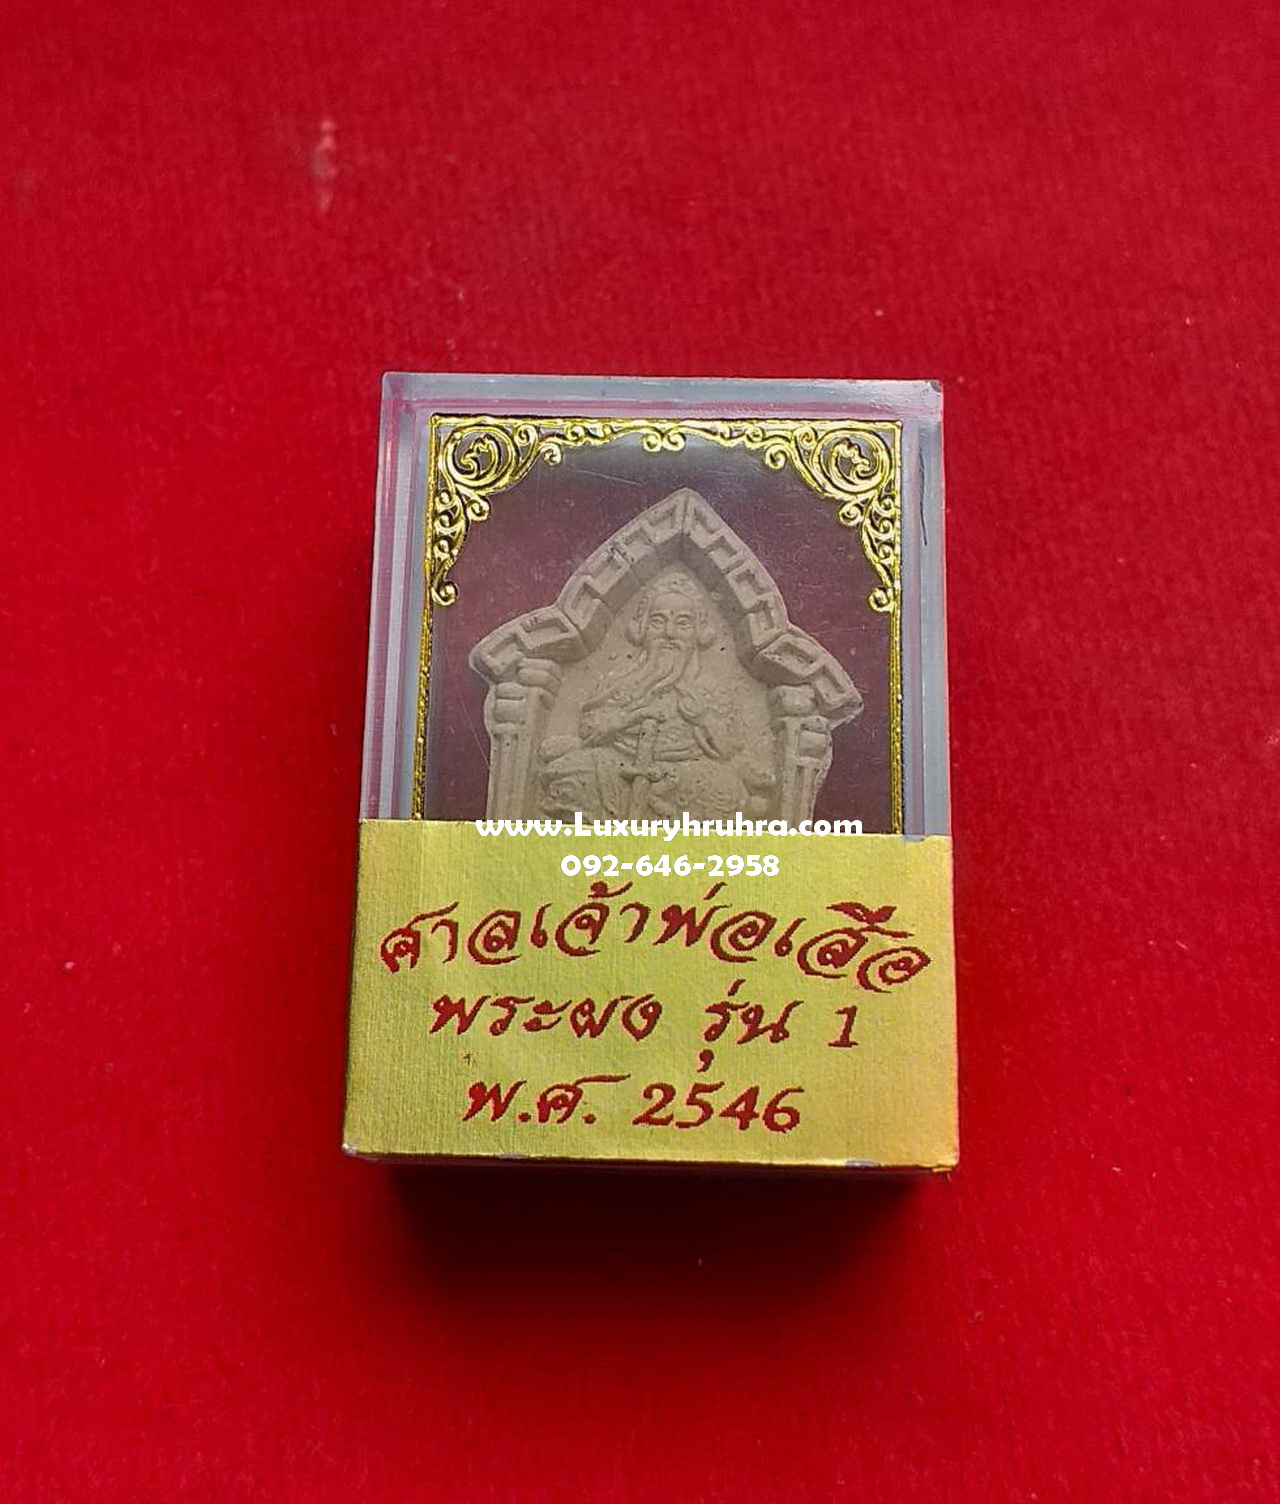 www.Luxuryhruhra.com
092-646-2958
ศาลเจ้าพ่อเสือ
พระผง รุ่น 1
พ.ศ. 2546